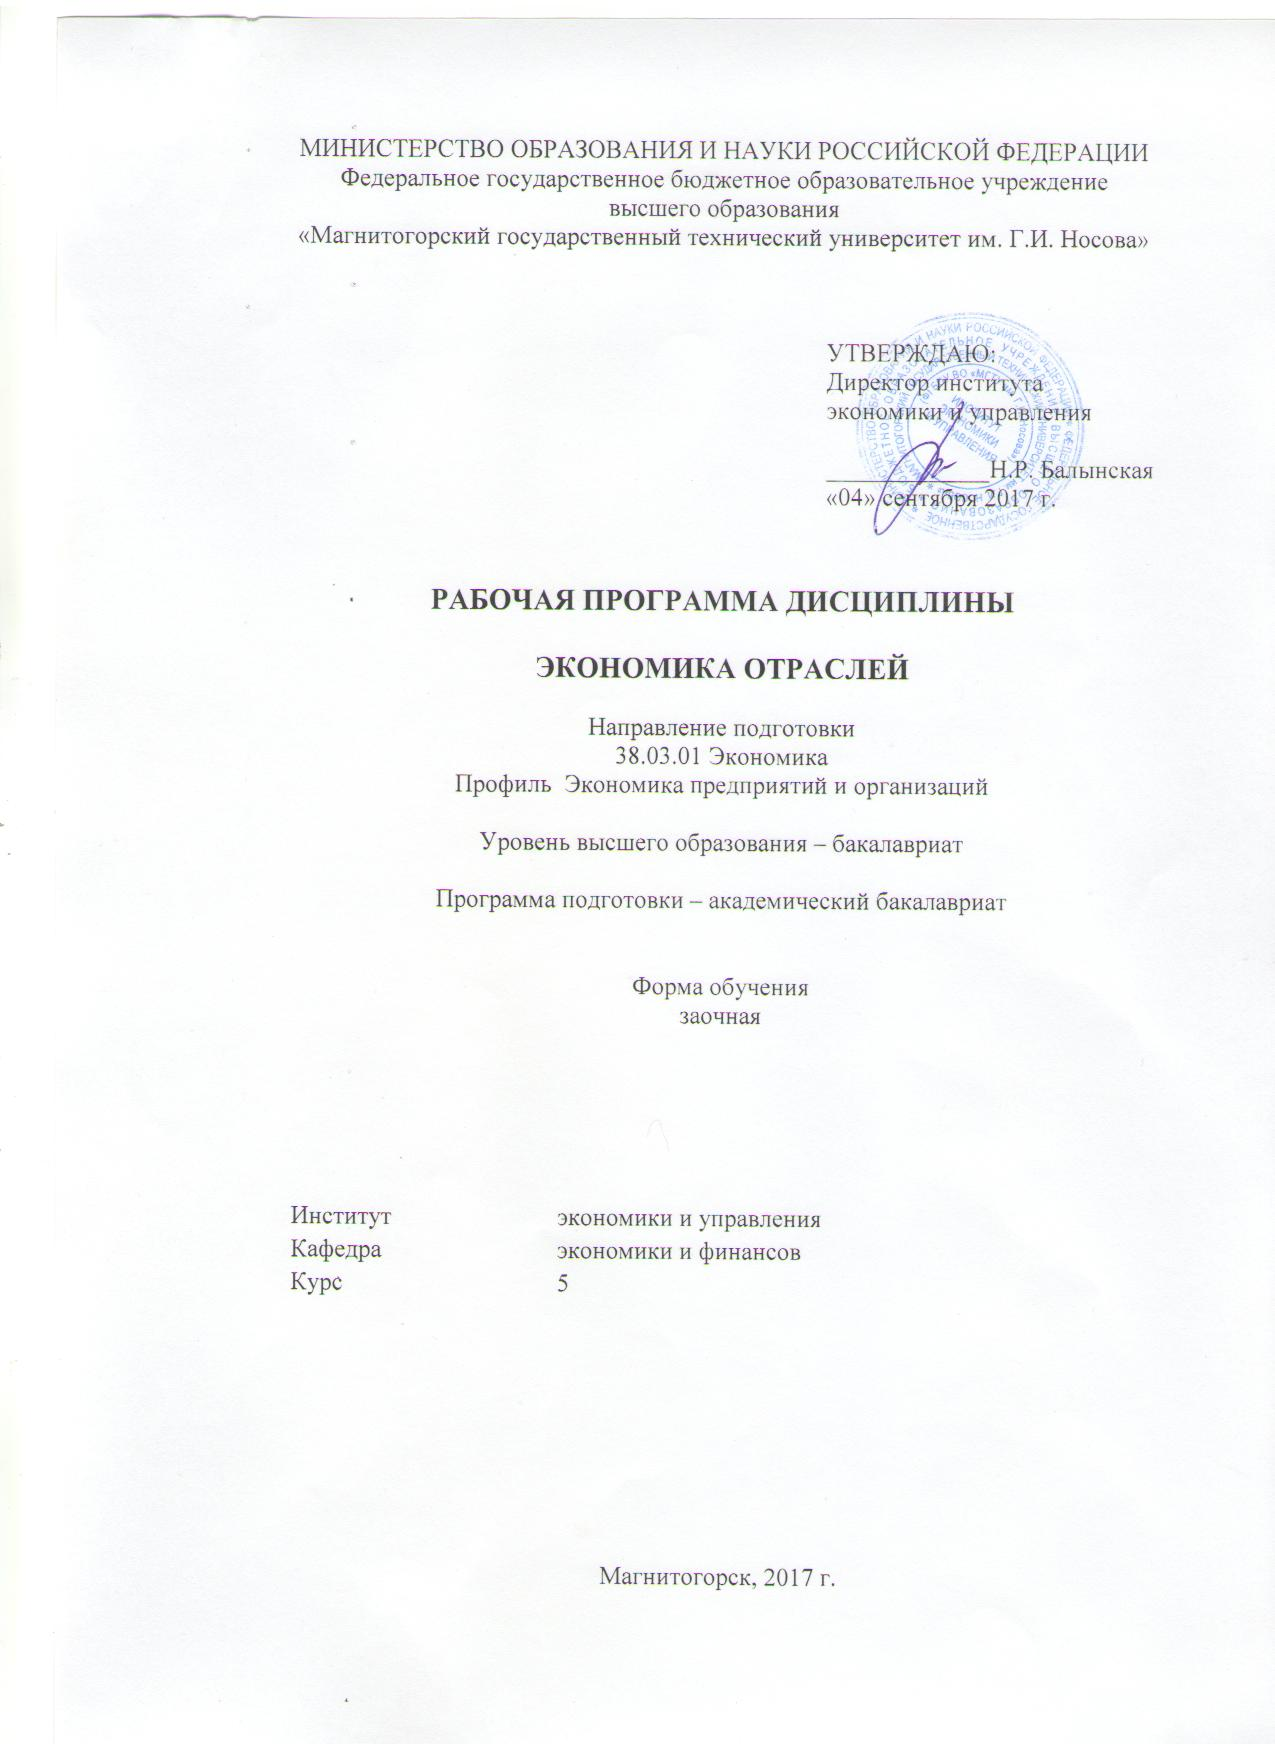 МИНИСТЕРСТВО ОБРАЗОВАНИЯ И НАУКИ РОССИЙСКОЙ ФЕДЕРАЦИИ
Федеральное государственное бюджетное образовательное учреждение
высшего образования
«Магнитогорский государственный технический университет им. Г.И. Носова»
УТВЕРЖДАЮ:
Директор института
экономики и управления
Н.Р. Балынская
«04» сентября 2017 г.
ИНСТИТУТ
ЭКОНОМИКИ
И УПРАВЛЕНИЯ
РАБОЧАЯ ПРОГРАММА ДИСЦИПЛИНЫ
ЭКОНОМИКА ОТРАСЛЕЙ
Направление подготовки
38.03.01 Экономика
Профиль Экономика предприятий и организаций
Уровень высшего образования – бакалавриат
Программа подготовки – академический бакалавриат
Форма обучения
заочная
Институт экономики и управления
Кафедра экономики и финансов
Курс 5
Магнитогорск, 2017 г.